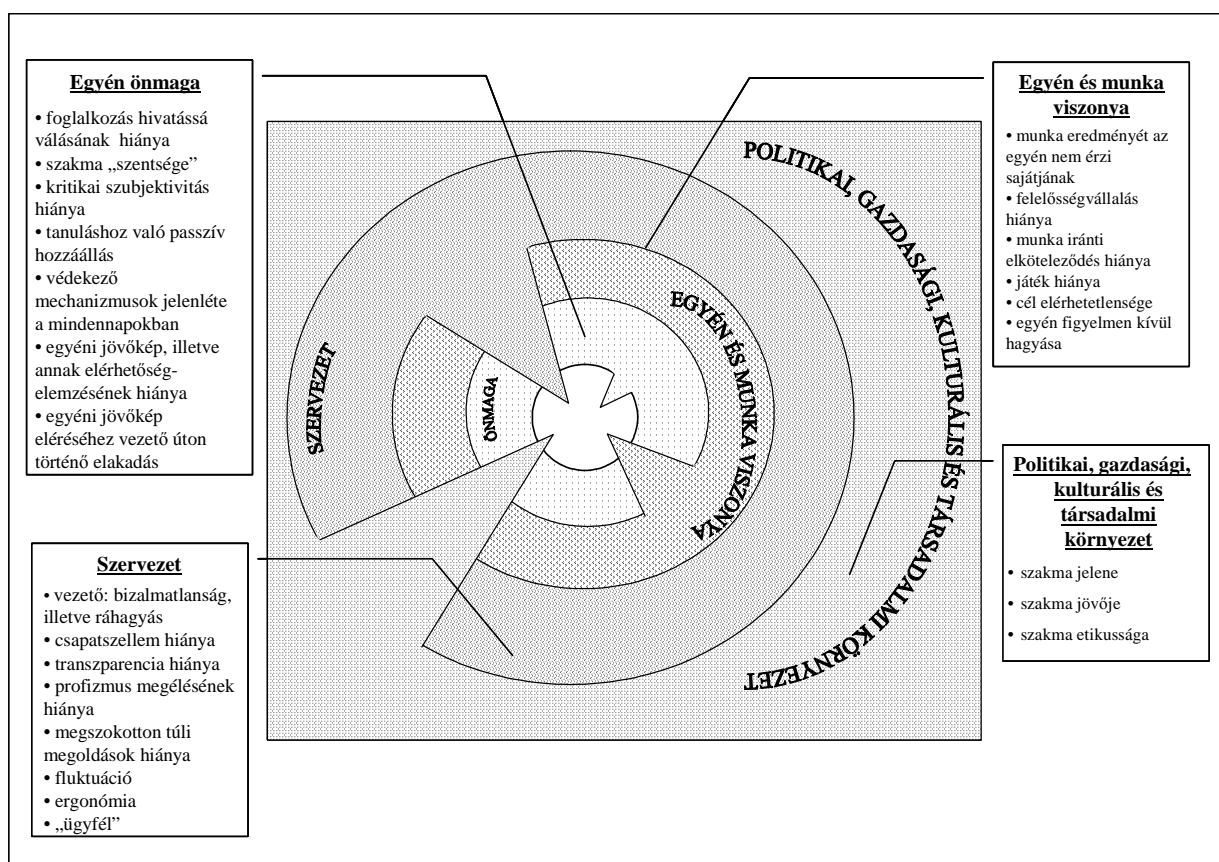 Egyén önmaga
• foglalkozás hivatássá
válásának hiánya
• szakma „szentsége”
• kritikai szubjektivitás
hiánya
• tanuláshoz való passzív
hozzáállás
• védekező
mechanizmusok jelenléte
a mindennapokban
• egyéni jövőkép, illetve
annak elérhetőség-
elemzésének hiánya
• egyéni jövőkép
eléréséhez vezető úton
történő elakadás
Szervezet
• vezető: bizalmatlanság,
illetve ráhagyás
• csapatszellem hiánya
• transzparencia hiánya
• profizmus megélésének
hiánya
• megszokotton túli
megoldások hiánya
• fluktuáció
• ergonómia
• „ügyfél”
SZERVEZET
ÖNMAGA
EGYÉN ÉS MUNKA VISZONYA
POLITIKAI, GAZDASÁGI, KULTURÁLIS ÉS TÁRSADALMI KÖRNYEZET
Egyén és munka
viszonya
• munka eredményét az
egyén nem érzi
sajátjának
• felelősségvállalás
hiánya
• munka iránti
elköteleződés hiánya
• játék hiánya
• cél elérhetetlensége
• egyén figyelmen kívül
hagyása
Politikai, gazdasági,
kulturális és
társadalmi
környezet
• szakma jelene
• szakma jövője
• szakma etikussága